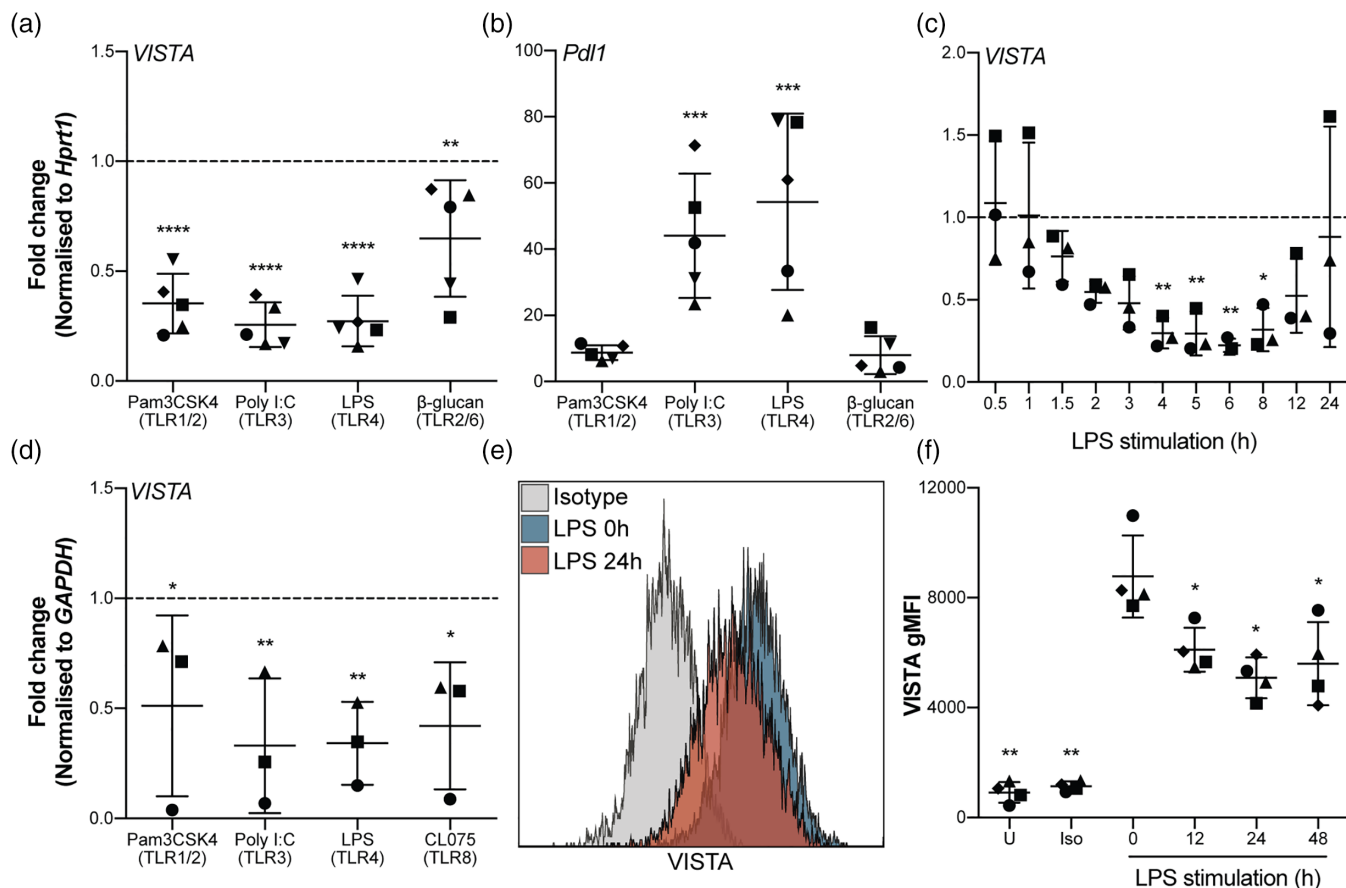 (a)
VISTA
Fold change
(Normalised to Hprt1)
1.5
1.0
0.5
0.0
****
****
****
**
Pam3CSK4
(TLR1/2)
Poly I:C
(TLR3)
LPS
(TLR4)
β-glucan
(TLR2/6)
(b)
Pdl1
100
80
60
40
20
0
***
***
Pam3CSK4
(TLR1/2)
Poly I:C
(TLR3)
LPS
(TLR4)
β-glucan
(TLR2/6)
(c)
VISTA
2.0
1.5
1.0
0.5
0.0
**
**
**
*
0.5 1 1.5 2 3 4 5 6 8 12 24
LPS stimulation (h)
(d)
VISTA
Fold change
(Normalised to GAPDH)
1.5
1.0
0.5
0.0
*
**
**
*
Pam3CSK4
(TLR1/2)
Poly I:C
(TLR3)
LPS
(TLR4)
CL075
(TLR8)
(e)
Isotype
LPS 0h
LPS 24h
VISTA
(f)
VISTA gMFI
12000
8000
4000
0
**
**
*
*
*
U Iso 0 12 24 48
LPS stimulation (h)